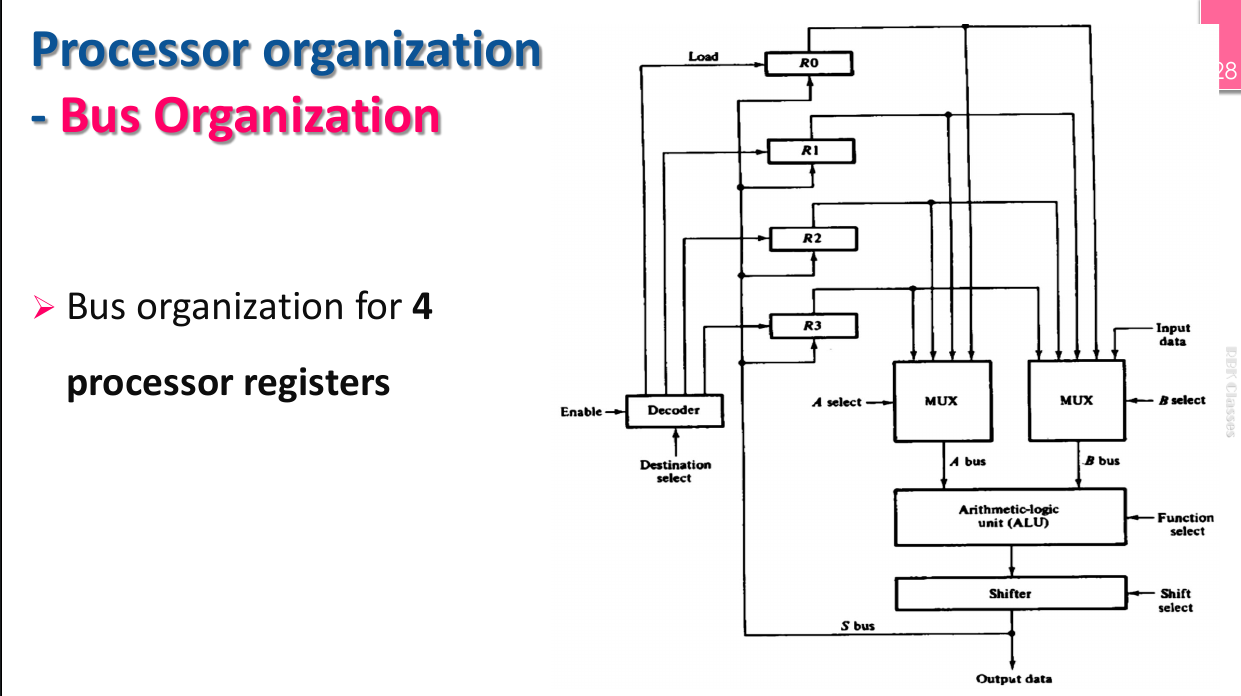 Processor organization
- Bus Organization
28
➢ Bus organization for 4
processor registers
Load
R0
R1
R2
R3
Input
data
A select
MUX
MUX
B select
Enable
Decoder
Destination
select
A bus
B bus
Arithmetic-logic
unit (ALU)
Function
select
Shifter
Shift
select
S bus
Output data
RBK Classes